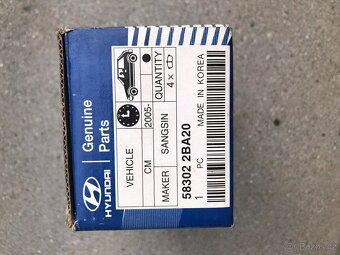 HYUNDAI
Genuine
Parts
VEHICLE
2005-
QUANTITY
CM
4×
MAKER
SANGSIN
58302 2BA20
1 PC MADE IN KOREA